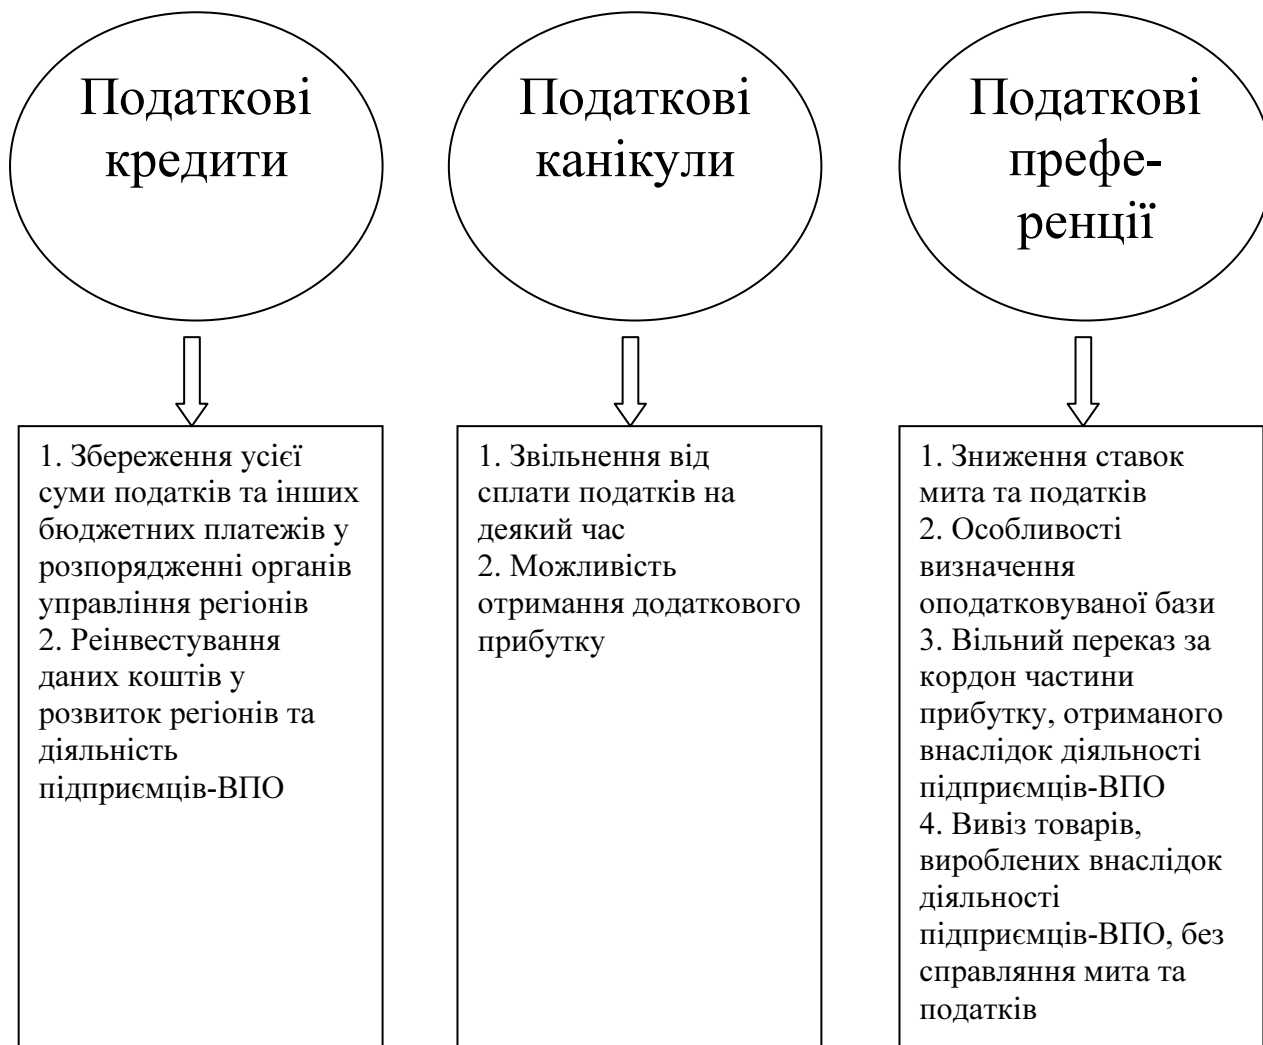 Податкові
кредити
Податкові
канікули
Податкові
префе-
ренції
1. Збереження усієї
суми податків та інших
бюджетних платежів у
розпорядженні органів
управління регіонів
2. Реінвестування
даних коштів у
розвиток регіонів та
діяльність
підприємців-ВПО
1. Звільнення від
сплати податків на
деякий час
2. Можливість
отримання додаткового
прибутку
1. Зниження ставок
мита та податків
2. Особливості
визначення
оподатковуваної бази
3. Вільний переказ за
кордон частини
прибутку, отриманого
внаслідок діяльності
підприємців-ВПО
4. Вивіз товарів,
вироблених внаслідок
діяльності
підприємців-ВПО, без
справляння мита та
податків